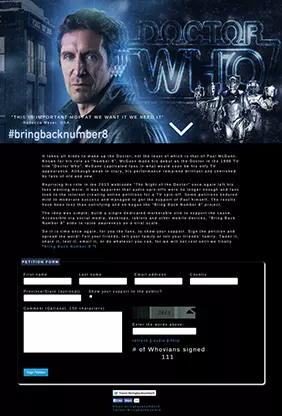 DOCTOR
WHO
"THIS IS IMPORTANT MOFFAT WE WANT IT WE NEED IT"
- Rebecca Meyer, USA
#bringbacknumber8
It takes all kinds to make up the Doctor, not the least of which is that of Paul McGann.
Known for his role as "Number 8", McGann made his debut as the Doctor in the 1996 TV
film "Doctor Who". McGann captivated fans in what would soon be his only TV
appearance. Although weak in story, his performance remained brilliant and cherished
by fans of old and new.
Reprising his role in the 2013 webisode "The Night of the Doctor" once again left his
fans wanting more. It was apparent that audio spin-offs were no longer enough and fans
took to the internet creating online petitions for a TV spin-off. Some petitions endured
mild to moderate success and managed to get the support of Paul himself. The results
have been less than satisfying and so begun the "Bring Back Number 8" project.
The idea was simple: Build a single dedicated marketable site to support the cause.
Accessible via social media, desktops, tablets and other mobile devices, "Bring Back
Number 8" aims to raise awareness on a viral scale.
So it is time once again, for you the fans, to show your support. Sign the petition and
spread the word! Tell your friends, tell your family or tell your friends' family. Tweet it,
share it, text it, email it, or do whatever you can, for we will not rest until we finally
"Bring Back Number 8"!
PETITION FORM
First name
Last name
Email address
Country
Province/State (optional)
Show your support to the public?
Comment (Optional, 150 characters)
Enter the words above:
refresh | audio | help
# of Whovians signed
111
Sign Petition